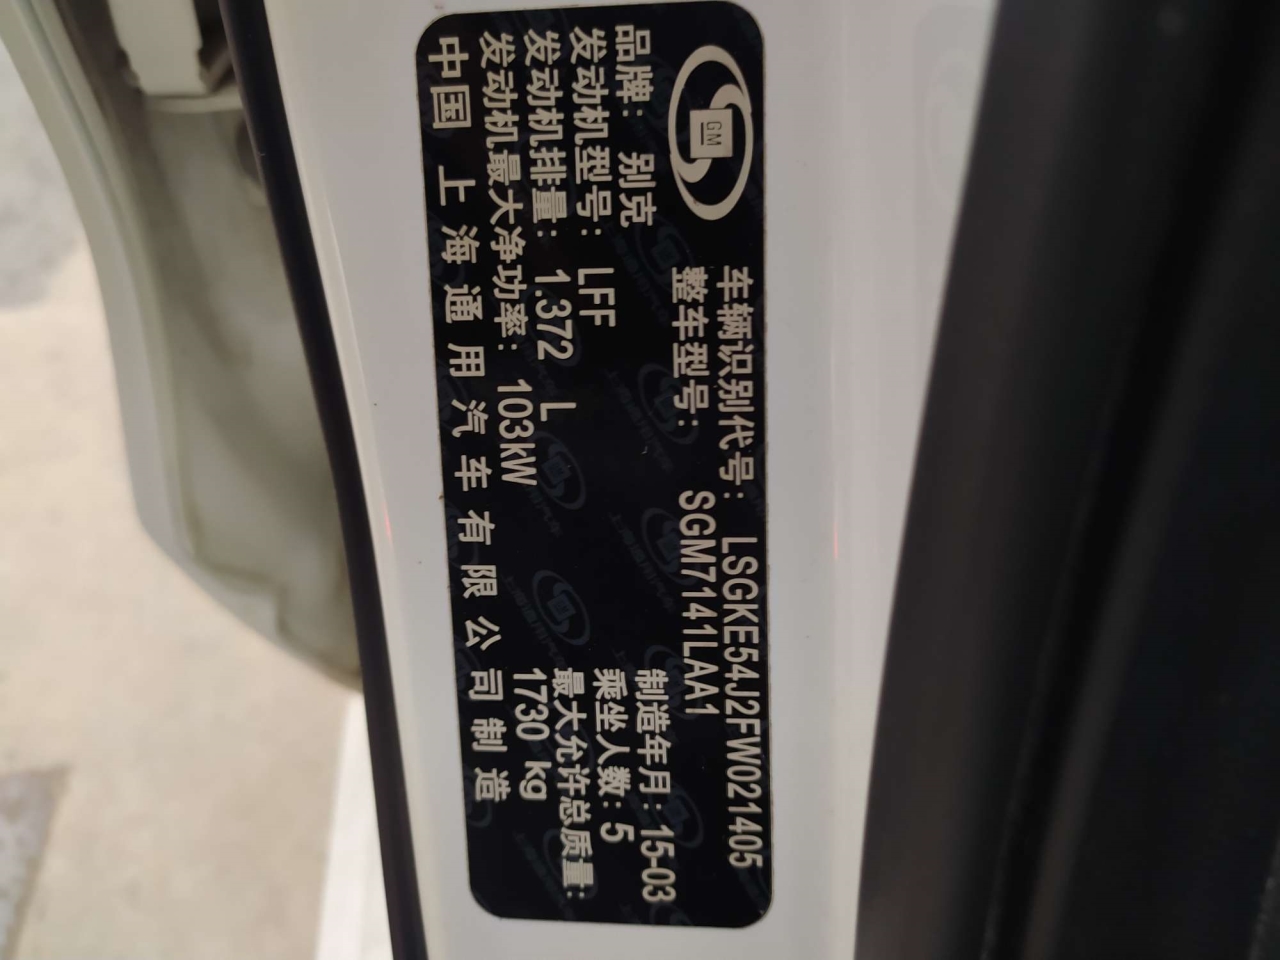 GM
车辆识别代号: LSGKE54J2FW021405
整车型号: SGM7141LAA1
品牌: 别克
制造年月: 15-03
发动机型号: LFF
乘坐人数: 5
发动机排量: 1.372 L
最大允许总质量: 1730 kg
发动机最大净功率: 103kW
中国 上海通用汽车有限公司制造